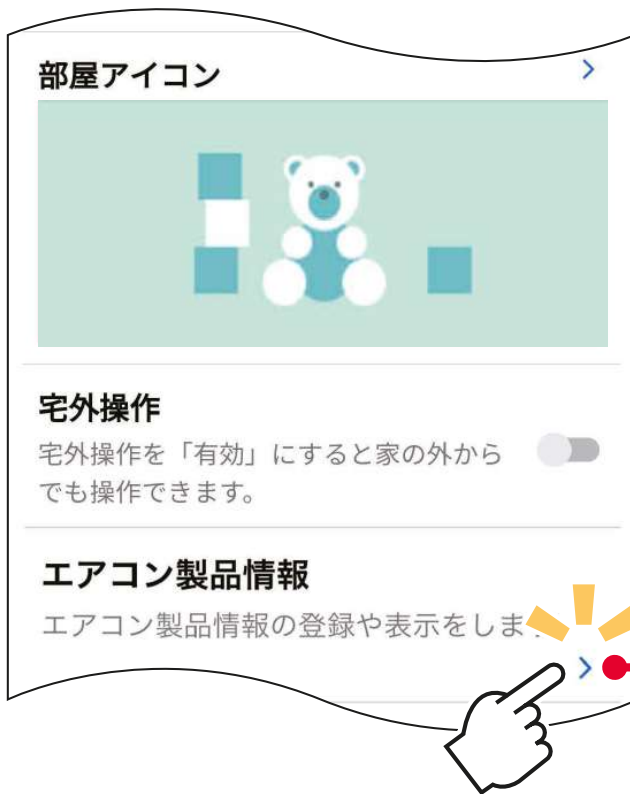 部屋アイコン
宅外操作
宅外操作を「有効」にすると家の外から
でも操作できます。
エアコン製品情報
エアコン製品情報の登録や表示をしま